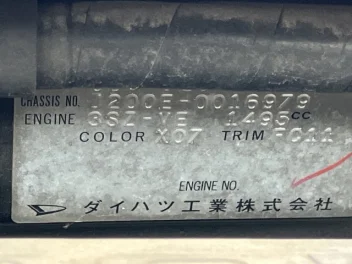 CHASSIS NO. J200E-0016979
ENGINE 3SZ-VE 1495cc
COLOR X07 TRIM FC11
ENGINE NO.
ダイハツ工業株式会社